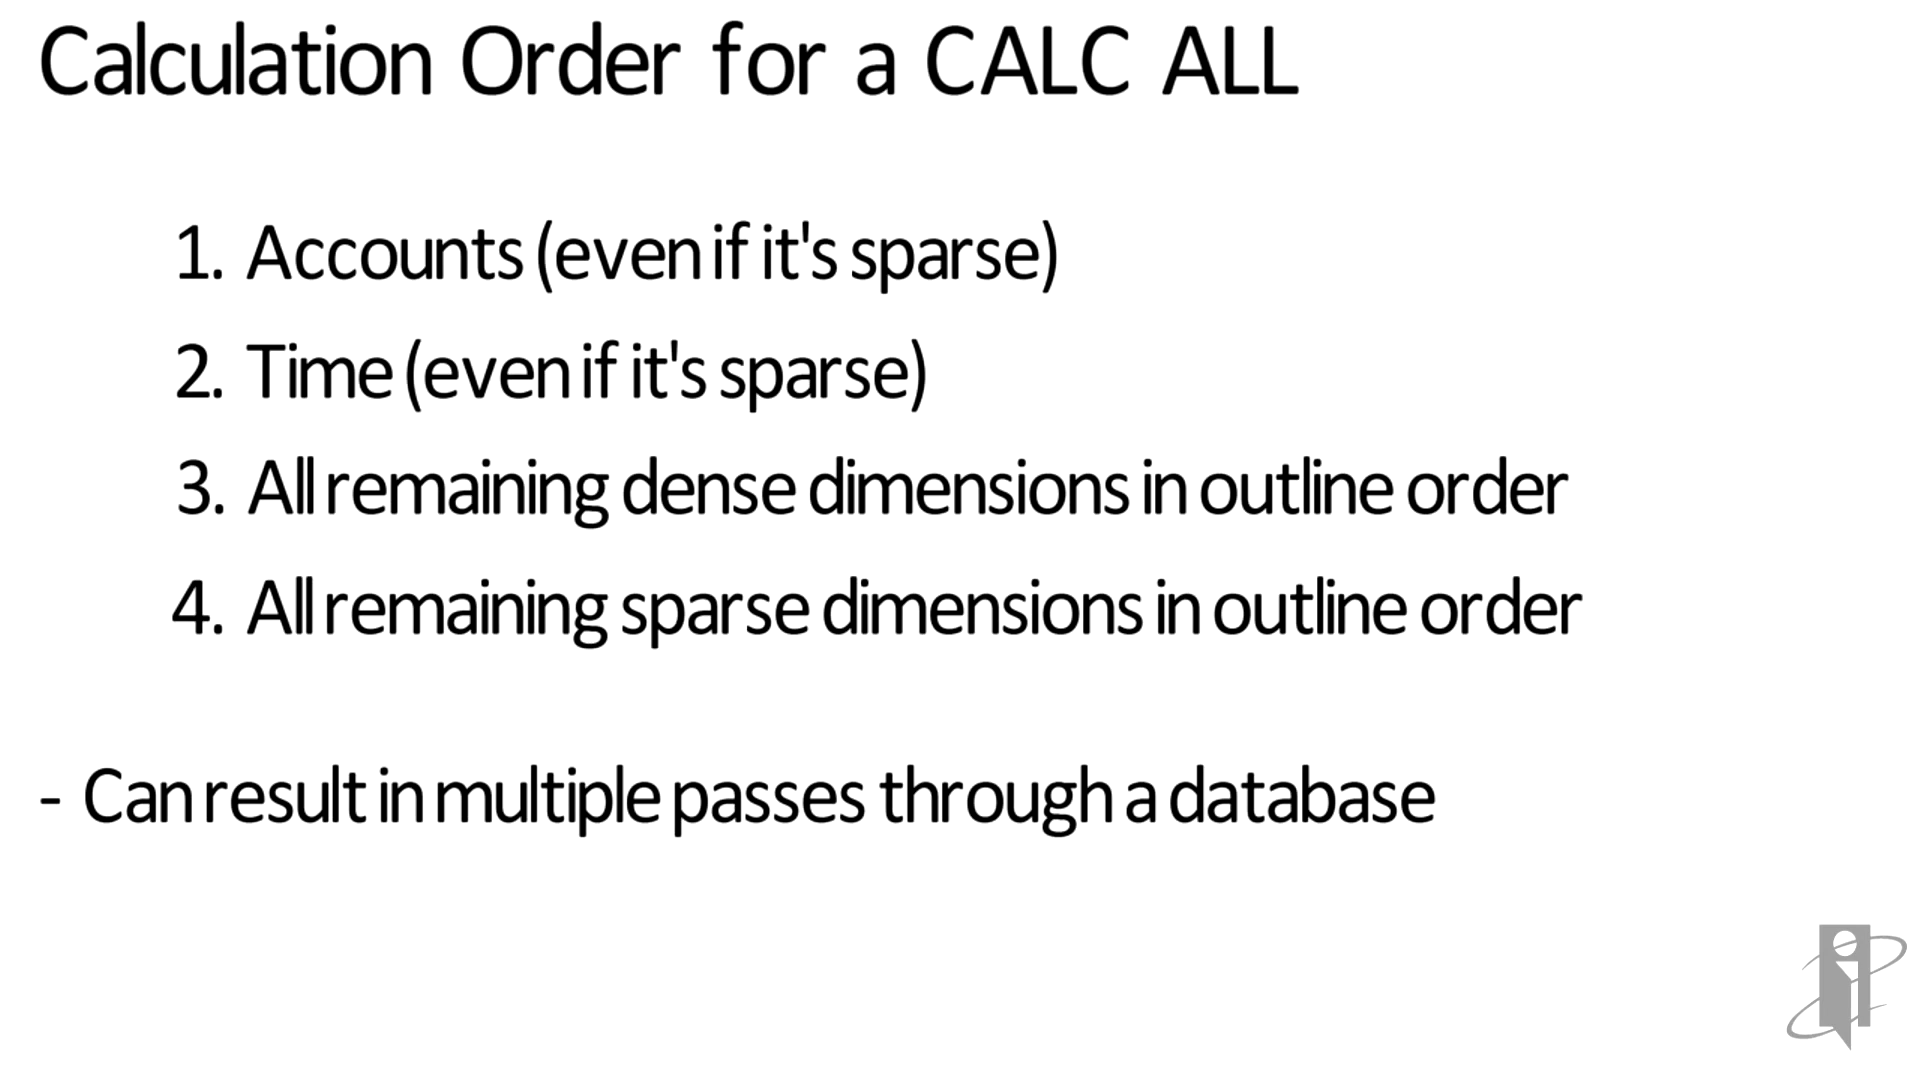 Calculation Order for a CALC ALL
1. Accounts (even if it's sparse)
2. Time (even if it's sparse)
3. All remaining dense dimensions in outline order
4. All remaining sparse dimensions in outline order
- Can result in multiple passes through a database